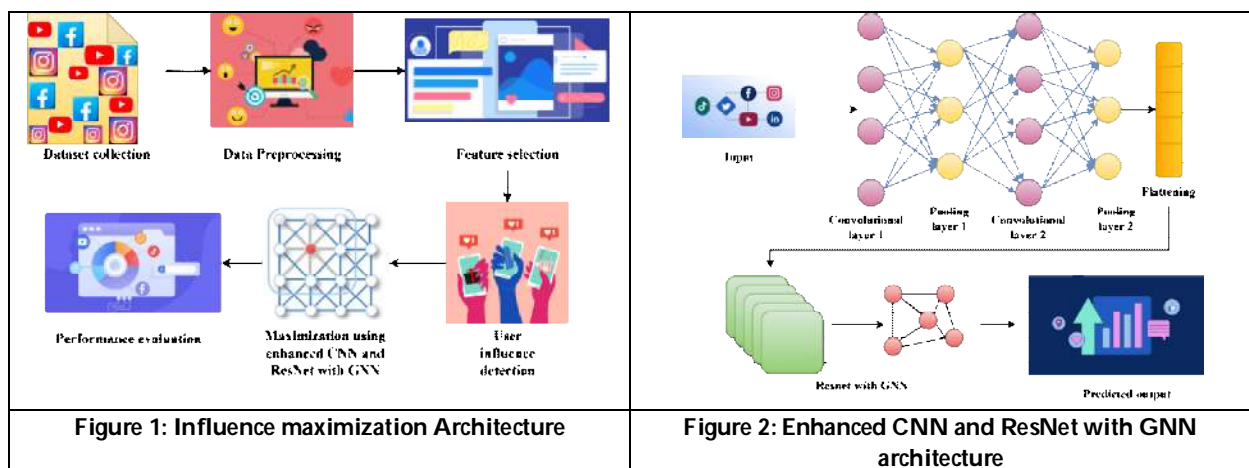 Dataset collection
Data Preprocessing
Feature selection
Performance evaluation
Maximization using
enhanced CNN and
ResNet with GNN
User
influence
detection
Figure 1: Influence maximization Architecture
Input
Convolutional
layer 1
Pooling
layer 1
Convolutional
layer 2
Pooling
layer 2
Flattening
Resnet with GNN
Predicted output
Figure 2: Enhanced CNN and ResNet with GNN
architecture